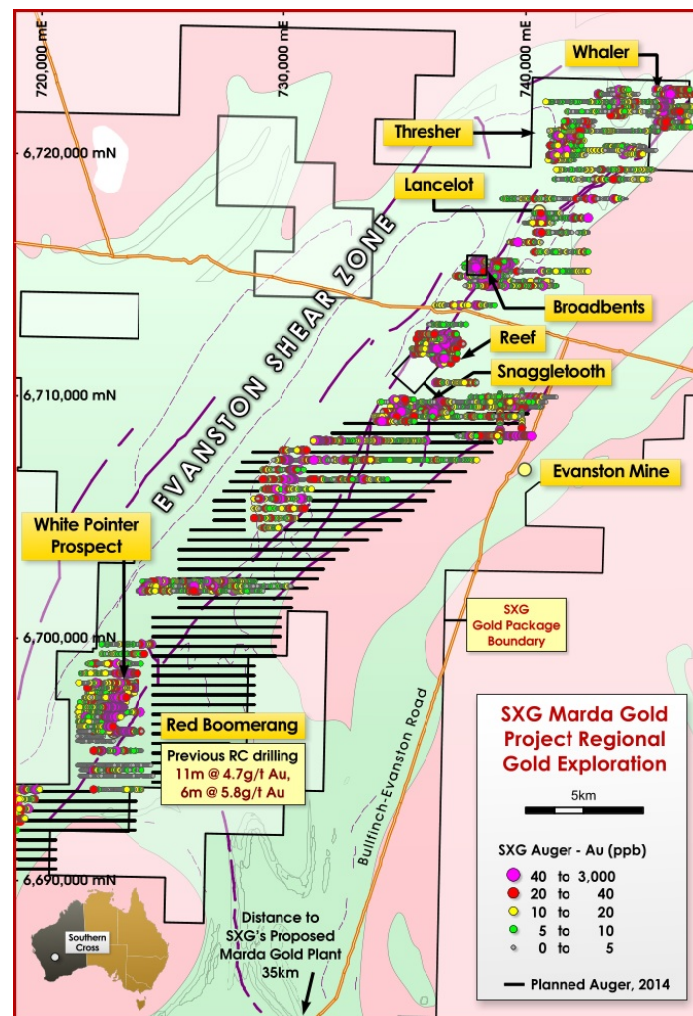 720,000 mE
730,000 mE
740,000 mE
Whaler
6,720,000 mN
Thresher
Lancelot
EVANSTON SHEAR ZONE
Broadbents
Reef
Snaggletooth
6,710,000 mN
Evanston Mine
White Pointer
Prospect
6,700,000 mN
SXG
Gold Package
Boundary
Red Boomerang
Previous RC drilling
11m @ 4.7g/t Au,
6m @ 5.8g/t Au
Bullfinch-Evanston Road
SXG Marda Gold
Project Regional
Gold Exploration
5km
SXG Auger - Au (ppb)
40 to 3,000
20 to 40
10 to 20
5 to 10
0 to 5
Planned Auger, 2014
6,690,000 mN
Southern
Cross
Distance to
SXG's Proposed
Marda Gold Plant
35km